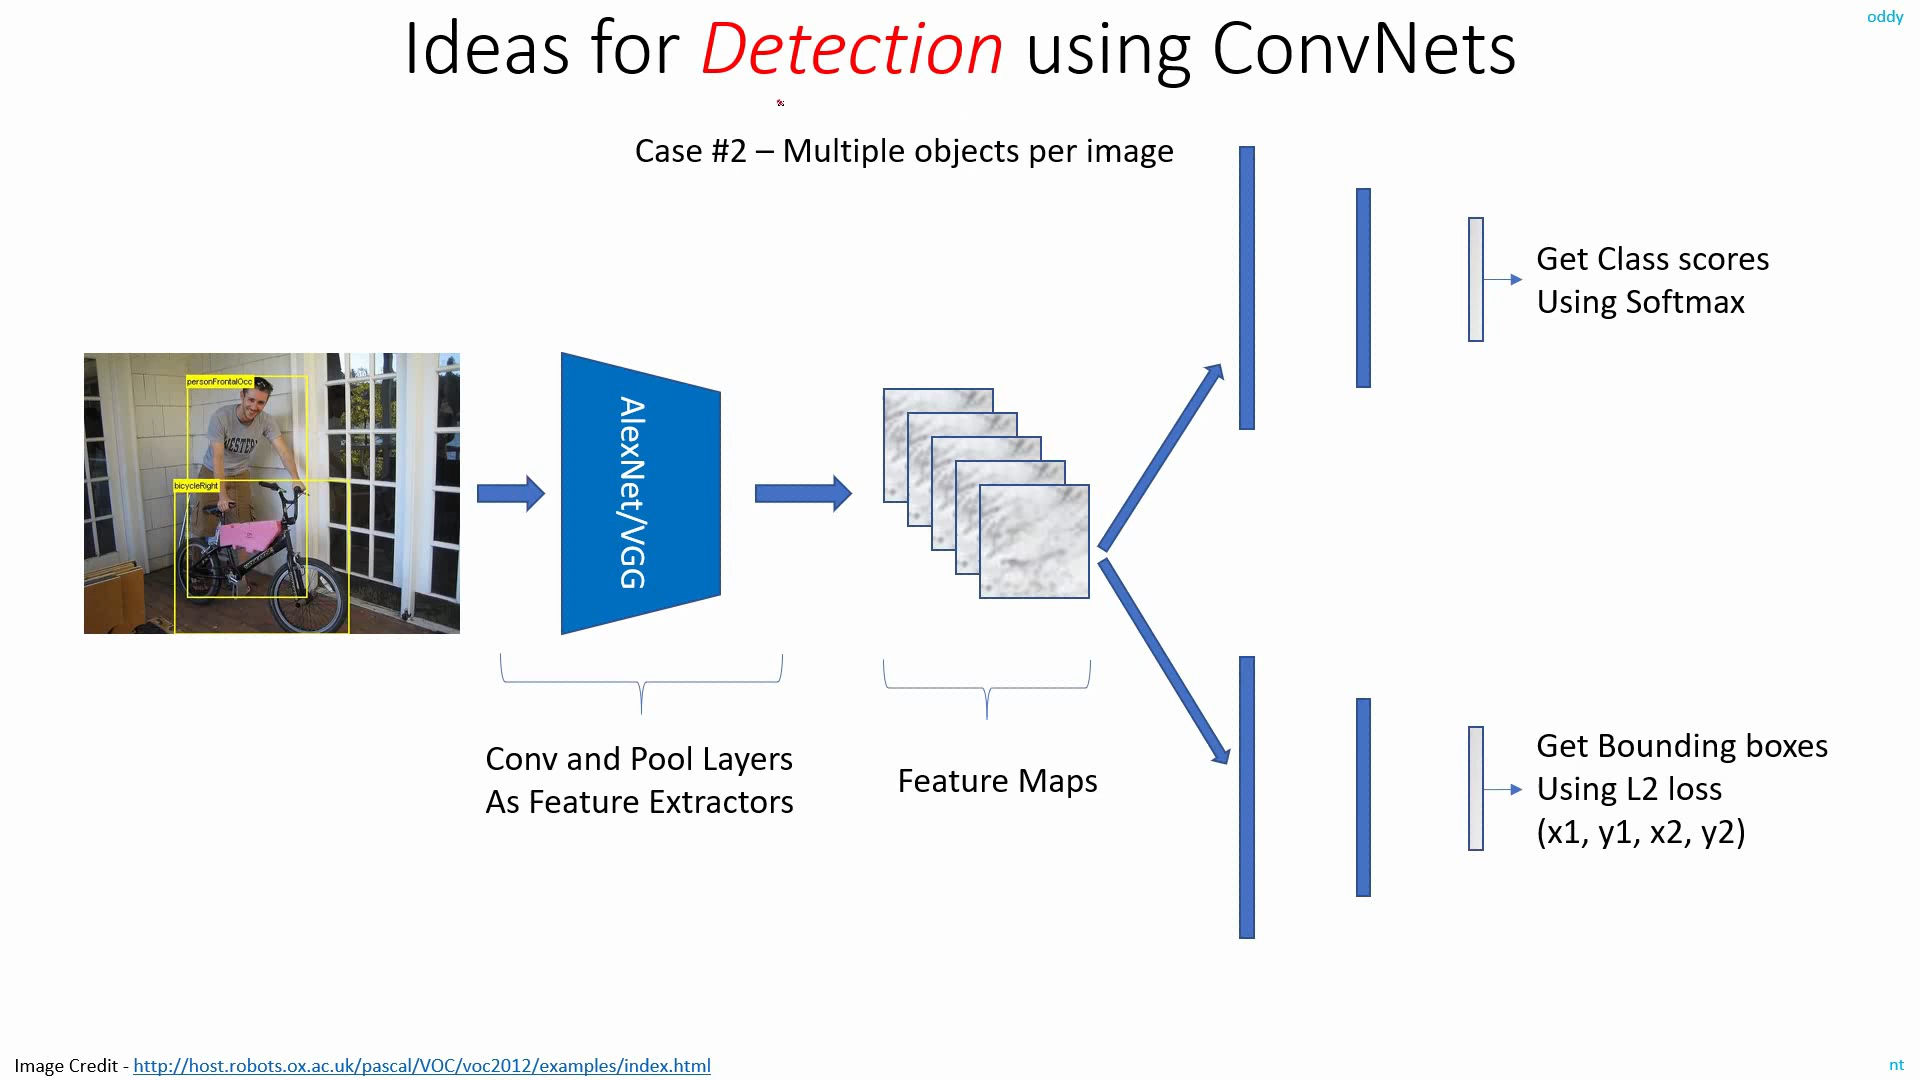 oddy
Ideas for Detection using ConvNets
Case #2 – Multiple objects per image
Get Class scores
Using Softmax
personFrontalOcc
WESTER
bicycleRight
AlexNet/VGG
Conv and Pool Layers
As Feature Extractors
Feature Maps
Get Bounding boxes
Using L2 loss
(x1, y1, x2, y2)
Image Credit - http://host.robots.ox.ac.uk/pascal/VOC/voc2012/examples/index.html
nt